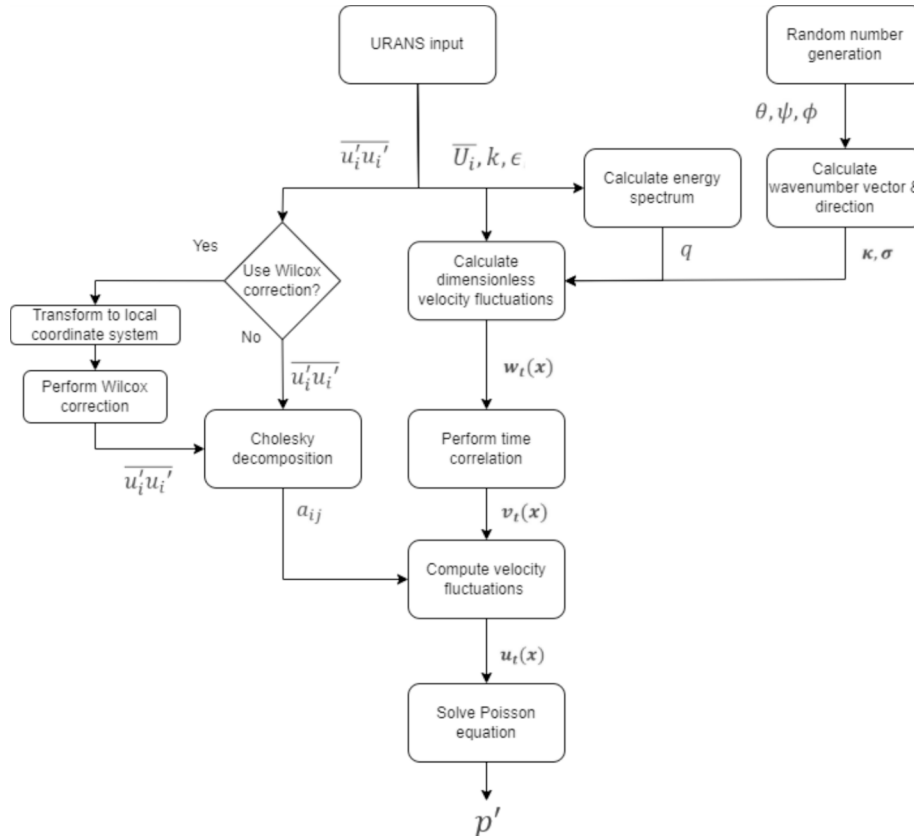 URANS input
Random number
generation
θ, ψ, ϕ
$\overline{u_i' u_i'}$
$\overline{U_i}, k, \epsilon$
Calculate energy
spectrum
Calculate
wavenumber vector &
direction
Yes
Use Wilcox
correction?
q
κ, σ
Calculate
dimensionless
velocity fluctuations
Transform to local
coordinate system
No
$\overline{u_i' u_i'}$
$w_t(x)$
Perform Wilcox
correction
Cholesky
decomposition
Perform time
correlation
$\overline{u_i' u_i'}$
$a_{ij}$
$v_t(x)$
Compute velocity
fluctuations
$u_t(x)$
Solve Poisson
equation
p′